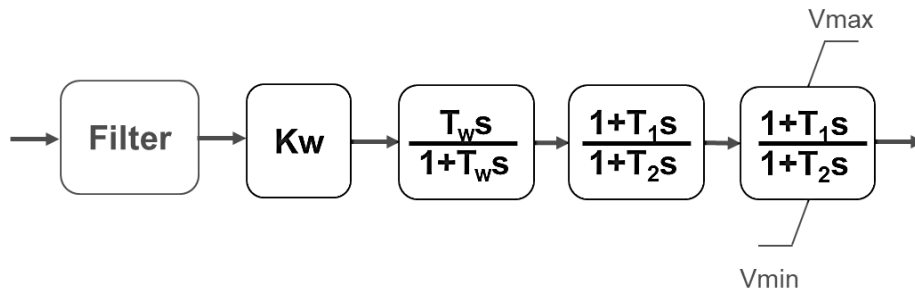 Vmax
Filter
Kw
Tws
1+Tws
1+T1s
1+T2s
1+T1s
1+T2s
Vmin